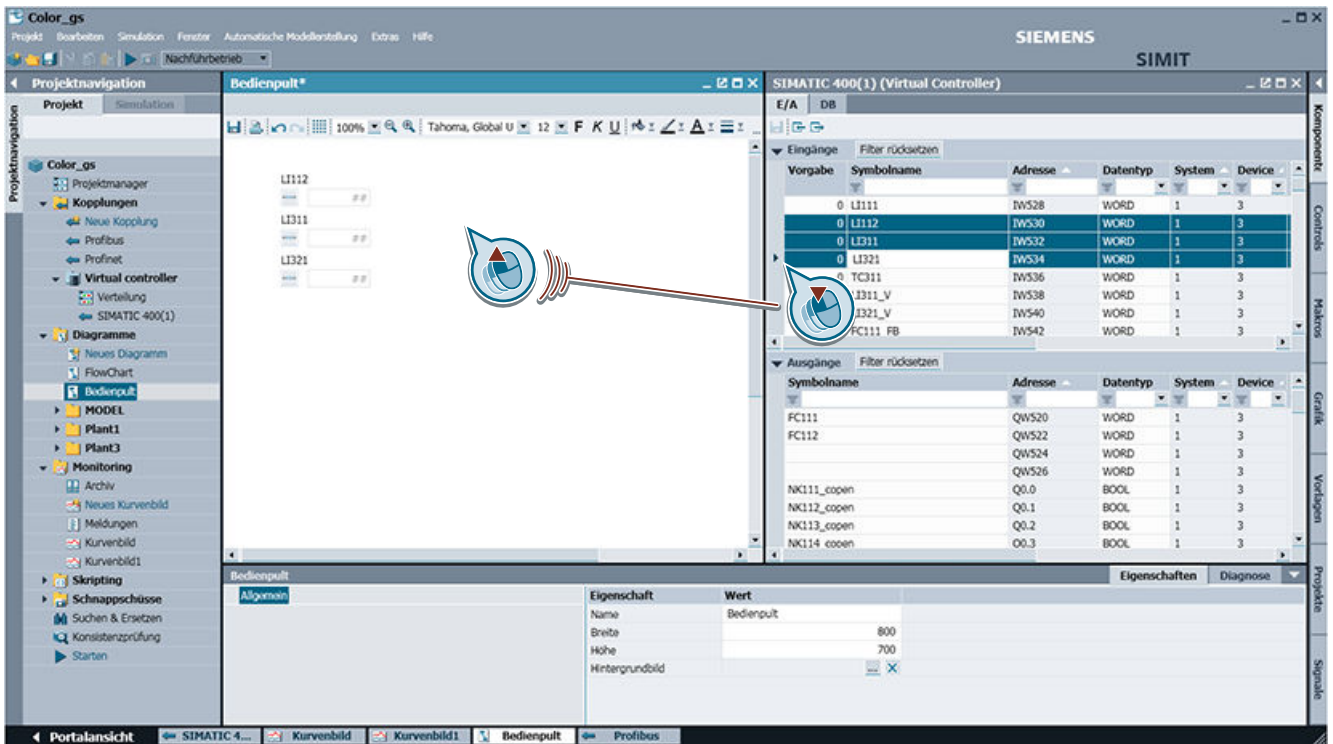 Color_gs
Projekt Bearbeiten Simulation Fenster Automatische Modellerstellung Extras Hilfe
SIEMENS
SIMIT
Nachführbetrieb
Projektnavigation
Projekt Simulation
Projektnavigation
Color_gs
Projektmanager
Kopplungen
Neue Kopplung
Profibus
Profinet
Virtual controller
Verteilung
SIMATIC 400(1)
Diagramme
Neues Diagramm
FlowChart
Bedienpult
MODEL
Plant1
Plant3
Monitoring
Archiv
Neues Kurvenbild
Meldungen
Kurvenbild
Kurvenbild1
Skripting
Schnappschüsse
Suchen & Ersetzen
Konsistenzprüfung
Starten
Bedienpult*
100% Tahoma, Global U 12 F K U A
LI112
##
LI311
##
LI321
##
SIMATIC 400(1) (Virtual Controller)
E/A DB
Eingänge Filter rücksetzen
Vorgabe Symbolname Adresse Datentyp System Device
0 LI111 IW528 WORD 1 3
0 LI112 IW530 WORD 1 3
0 LI311 IW532 WORD 1 3
0 LI321 IW534 WORD 1 3
0 TC311 IW536 WORD 1 3
LI311_V IW538 WORD 1 3
LI321_V IW540 WORD 1 3
FC111_FB IW542 WORD 1 3
Ausgänge Filter rücksetzen
Symbolname Adresse Datentyp System Device
FC111 QW520 WORD 1 3
FC112 QW522 WORD 1 3
QW524 WORD 1 3
QW526 WORD 1 3
NK111_copen Q0.0 BOOL 1 3
NK112_copen Q0.1 BOOL 1 3
NK113_copen Q0.2 BOOL 1 3
NK114_copen Q0.3 BOOL 1 3
Komponente
Controls
Makros
Grafik
Vorlagen
Projekte
Signale
Bedienpult
Eigenschaften Diagnose
Allgemein
Eigenschaft Wert
Name Bedienpult
Breite 800
Höhe 700
Hintergrundbild ...
Portalansicht SIMATIC 4... Kurvenbild Kurvenbild1 Bedienpult Profibus